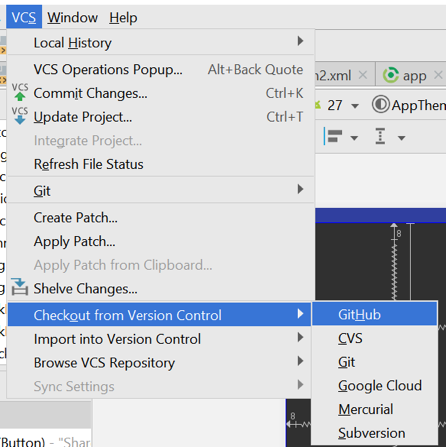 VCS Window Help
Local History
VCS Operations Popup... Alt+Back Quote
Commit Changes... Ctrl+K
Update Project... Ctrl+T
Integrate Project...
Refresh File Status
Git
Create Patch...
Apply Patch...
Apply Patch from Clipboard...
Shelve Changes...
Checkout from Version Control
Import into Version Control
Browse VCS Repository
Sync Settings
GitHub
CVS
Git
Google Cloud
Mercurial
Subversion
n2.xml app
27 AppThem
8
8
Button) - "Shar